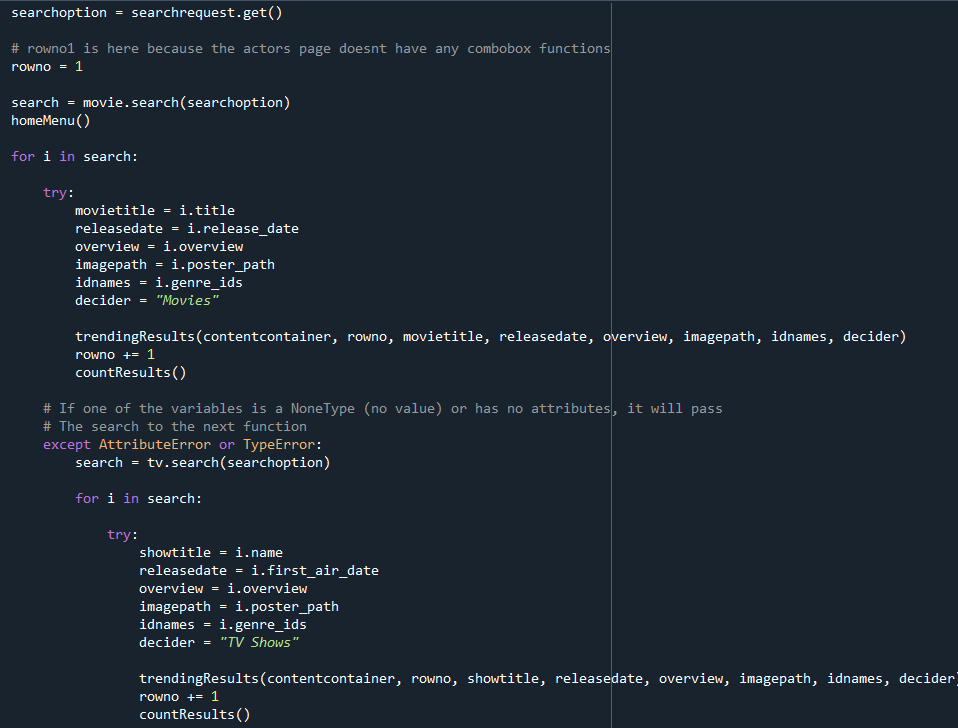 searchoption = searchrequest.get()
# rowno1 is here because the actors page doesnt have any combobox functions
rowno = 1
search = movie.search(searchoption)
homeMenu()
for i in search:
try:
movietitle = i.title
releasedate = i.release_date
overview = i.overview
imagepath = i.poster_path
idnames = i.genre_ids
decider = "Movies"
trendingResults(contentcontainer, rowno, movietitle, releasedate, overview, imagepath, idnames, decider)
rowno += 1
countResults()
# If one of the variables is a NoneType (no value) or has no attributes, it will pass
# The search to the next function
except AttributeError or TypeError:
search = tv.search(searchoption)
for i in search:
try:
showtitle = i.name
releasedate = i.first_air_date
overview = i.overview
imagepath = i.poster_path
idnames = i.genre_ids
decider = "TV Shows"
trendingResults(contentcontainer, rowno, showtitle, releasedate, overview, imagepath, idnames, decider)
rowno += 1
countResults()